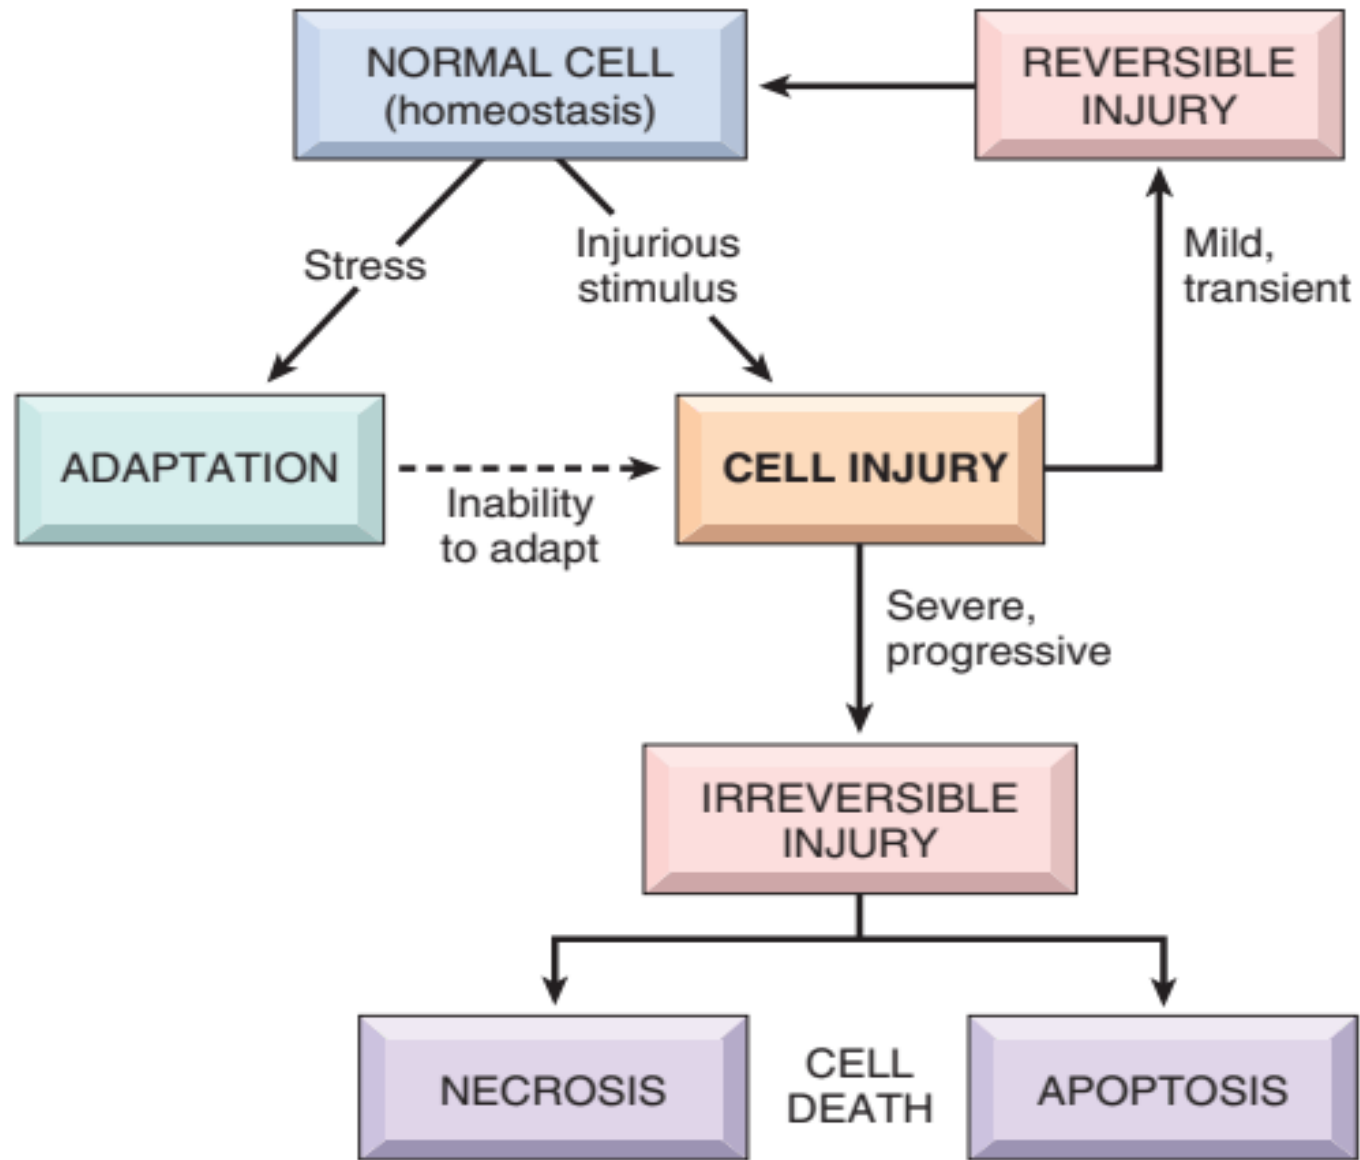 NORMAL CELL
(homeostasis)
REVERSIBLE
INJURY
Stress
Injurious
stimulus
Mild,
transient
ADAPTATION
Inability
to adapt
CELL INJURY
Severe,
progressive
IRREVERSIBLE
INJURY
NECROSIS
CELL
DEATH
APOPTOSIS